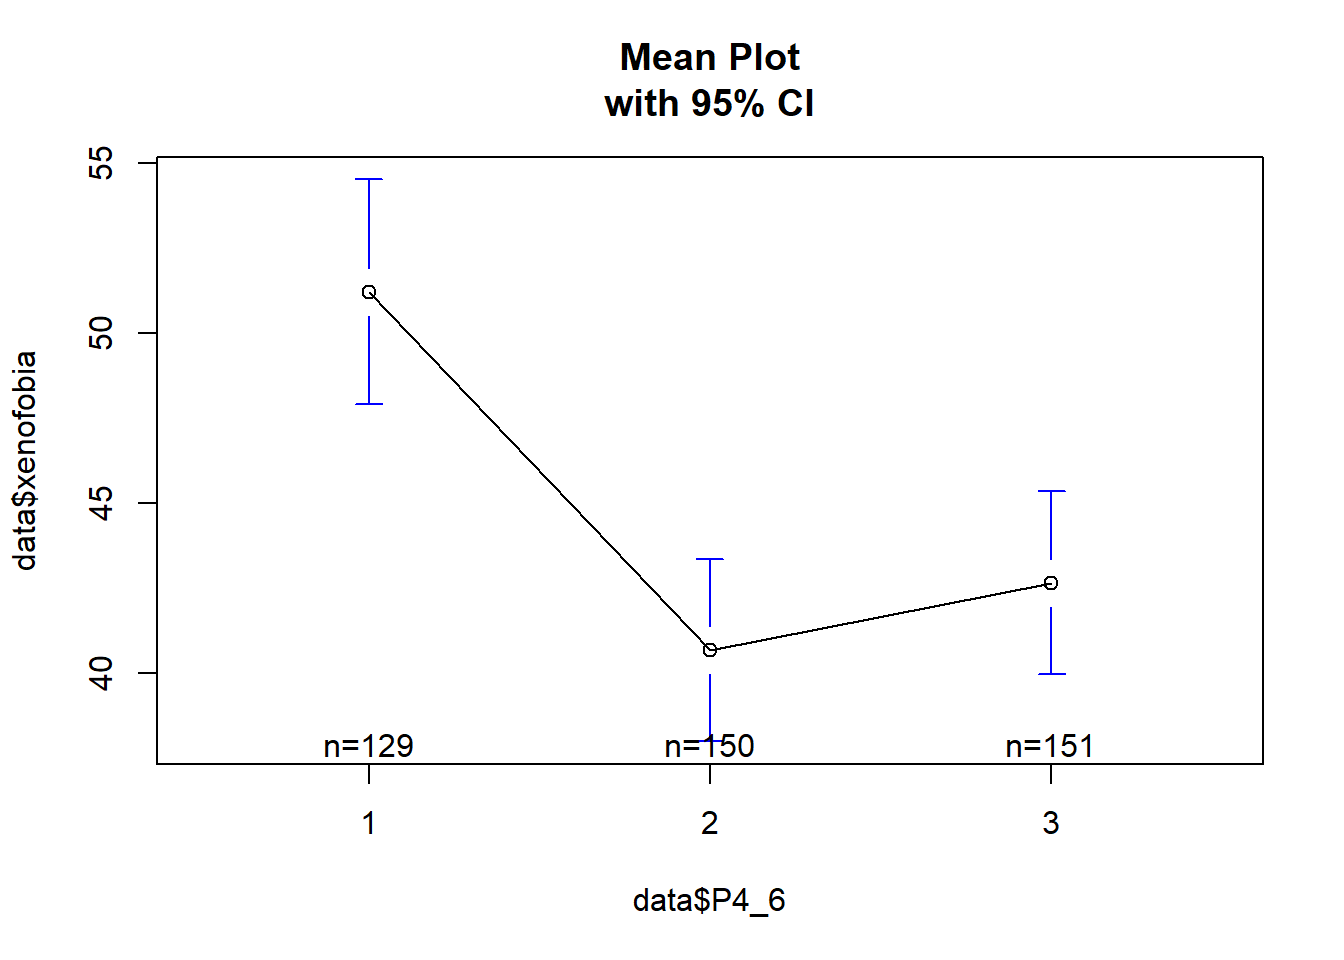 Mean Plot
with 95% CI
data$xenofobia
55
50
45
40
n=129
n=150
n=151
1
2
3
data$P4_6